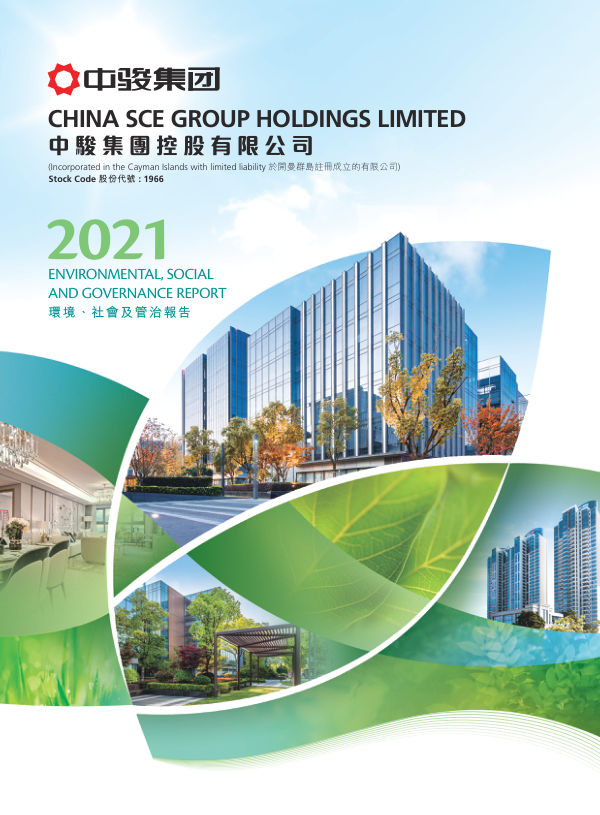 中骏集团
CHINA SCE GROUP HOLDINGS LIMITED
中駿集團控股有限公司
(Incorporated in the Cayman Islands with limited liability 於開曼群島註冊成立的有限公司)
Stock Code 股份代號 : 1966
2021
ENVIRONMENTAL, SOCIAL
AND GOVERNANCE REPORT
環境、社會及管治報告